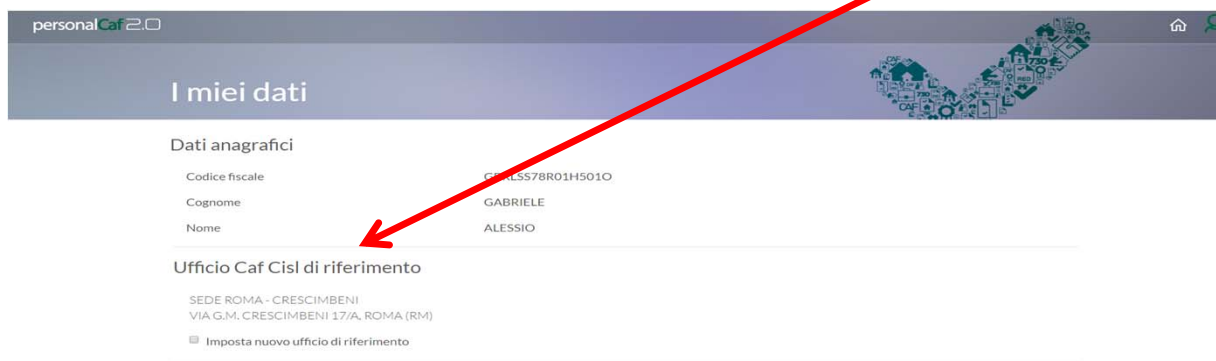 personalCaf 2.0
I miei dati
Dati anagrafici
Codice fiscale
Cognome GABRIELE
Nome ALESSIO
Ufficio Caf Cisl di riferimento
SEDE ROMA - CRESCIMBENI
VIA G.M. CRESCIMBENI 17/A, ROMA (RM)
Imposta nuovo ufficio di riferimento